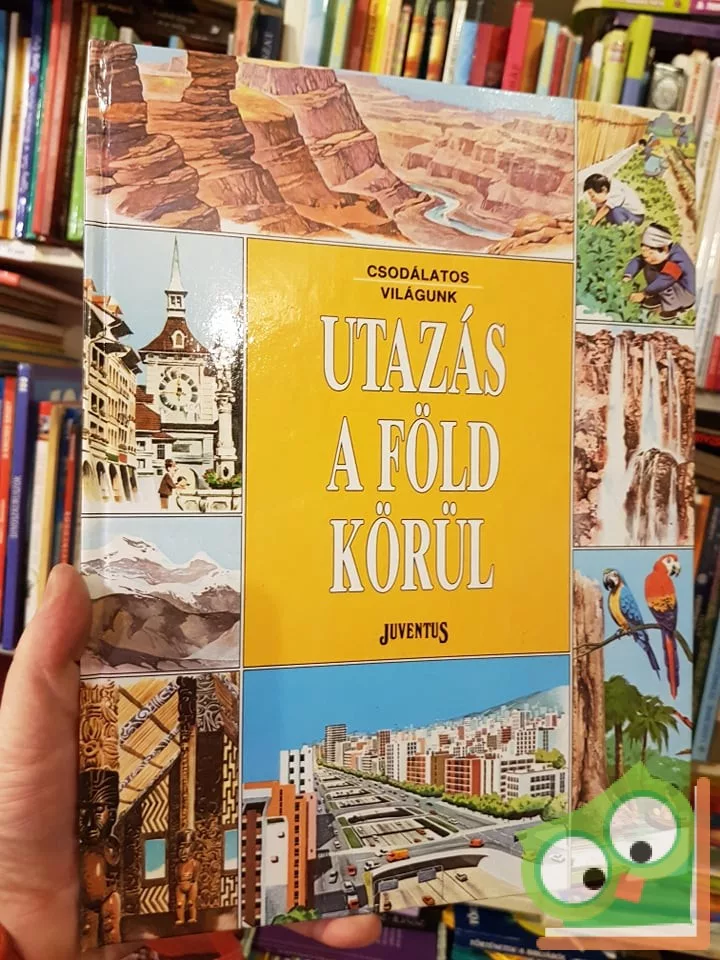 CSODÁLATOS
VILÁGUNK
UTAZÁS
A FÖLD
KÖRÜL
JUVENTUS